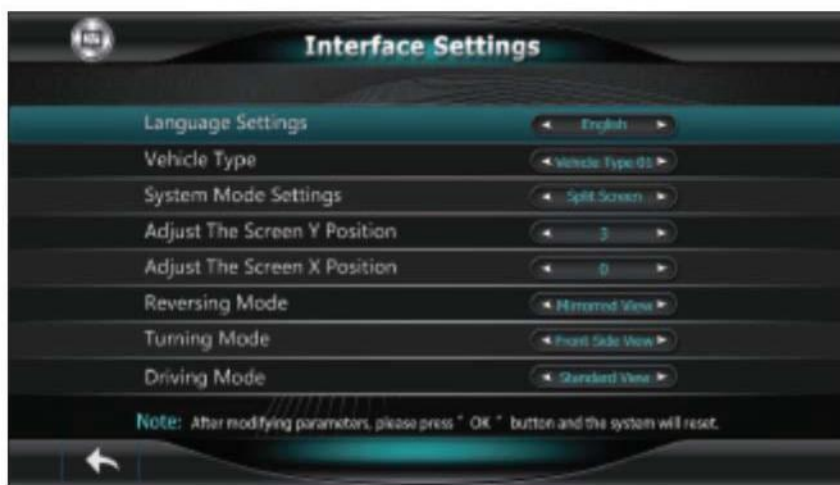 Interface Settings
Language Settings English
Vehicle Type Vehicle Type 01
System Mode Settings Split Screen
Adjust The Screen Y Position 3
Adjust The Screen X Position 0
Reversing Mode Mirrored View
Turning Mode Front Side View
Driving Mode Standard View
Note: After modifying parameters, please press " OK " button and the system will reset.